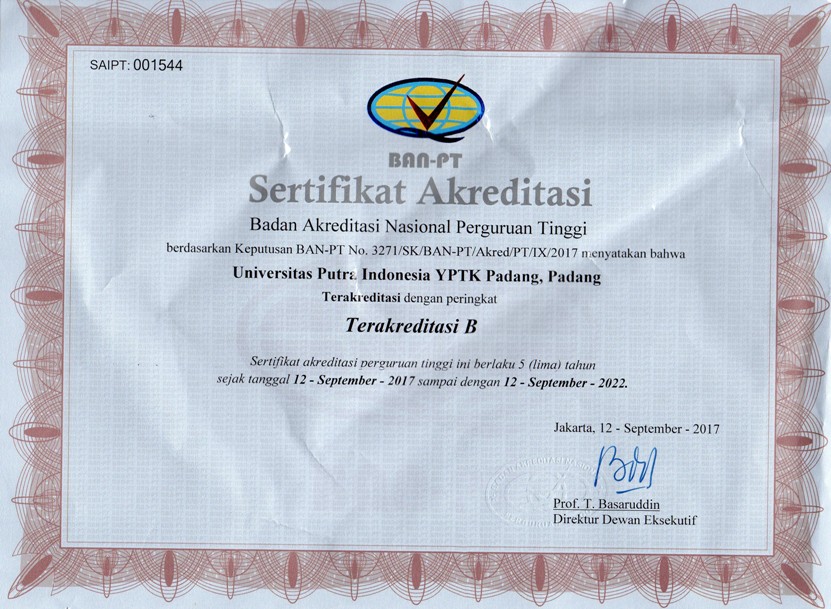 SAIPT: 001544
BAN-PT
Sertifikat Akreditasi
Badan Akreditasi Nasional Perguruan Tinggi
berdasarkan Keputusan BAN-PT No. 3271/SK/BAN-PT/Akred/PT/IX/2017 menyatakan bahwa
Universitas Putra Indonesia YPTK Padang, Padang
Terakreditasi dengan peringkat
Terakreditasi B
Sertifikat akreditasi perguruan tinggi ini berlaku 5 (lima) tahun
sejak tanggal 12 - September - 2017 sampai dengan 12 - September - 2022.
Jakarta, 12 - September - 2017
Prof. T. Basaruddin
Direktur Dewan Eksekutif